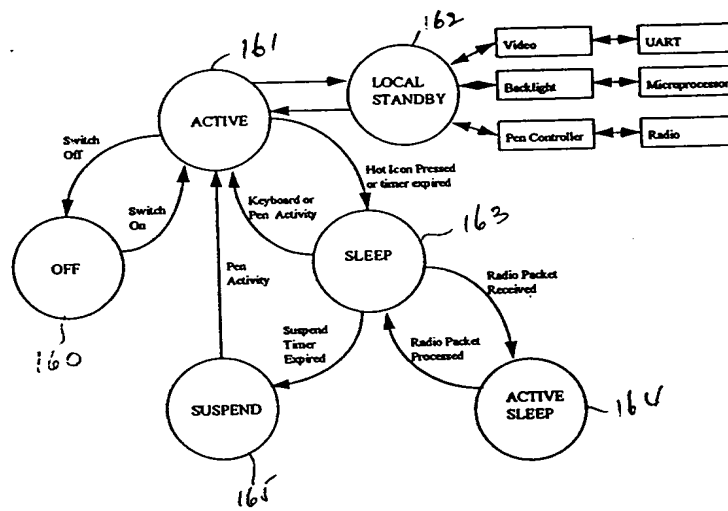 161
162
Video
UART
LOCAL
STANDBY
Backlight
Microprocessor
ACTIVE
Pen Controller
Radio
Switch
Off
Hot Icon Pressed
or timer expired
Keyboard or
Pen Activity
Switch
On
163
OFF
Pen
Activity
SLEEP
Radio Packet
Received
160
Suspend
Timer
Expired
Radio Packet
Processed
SUSPEND
ACTIVE
SLEEP
164
165